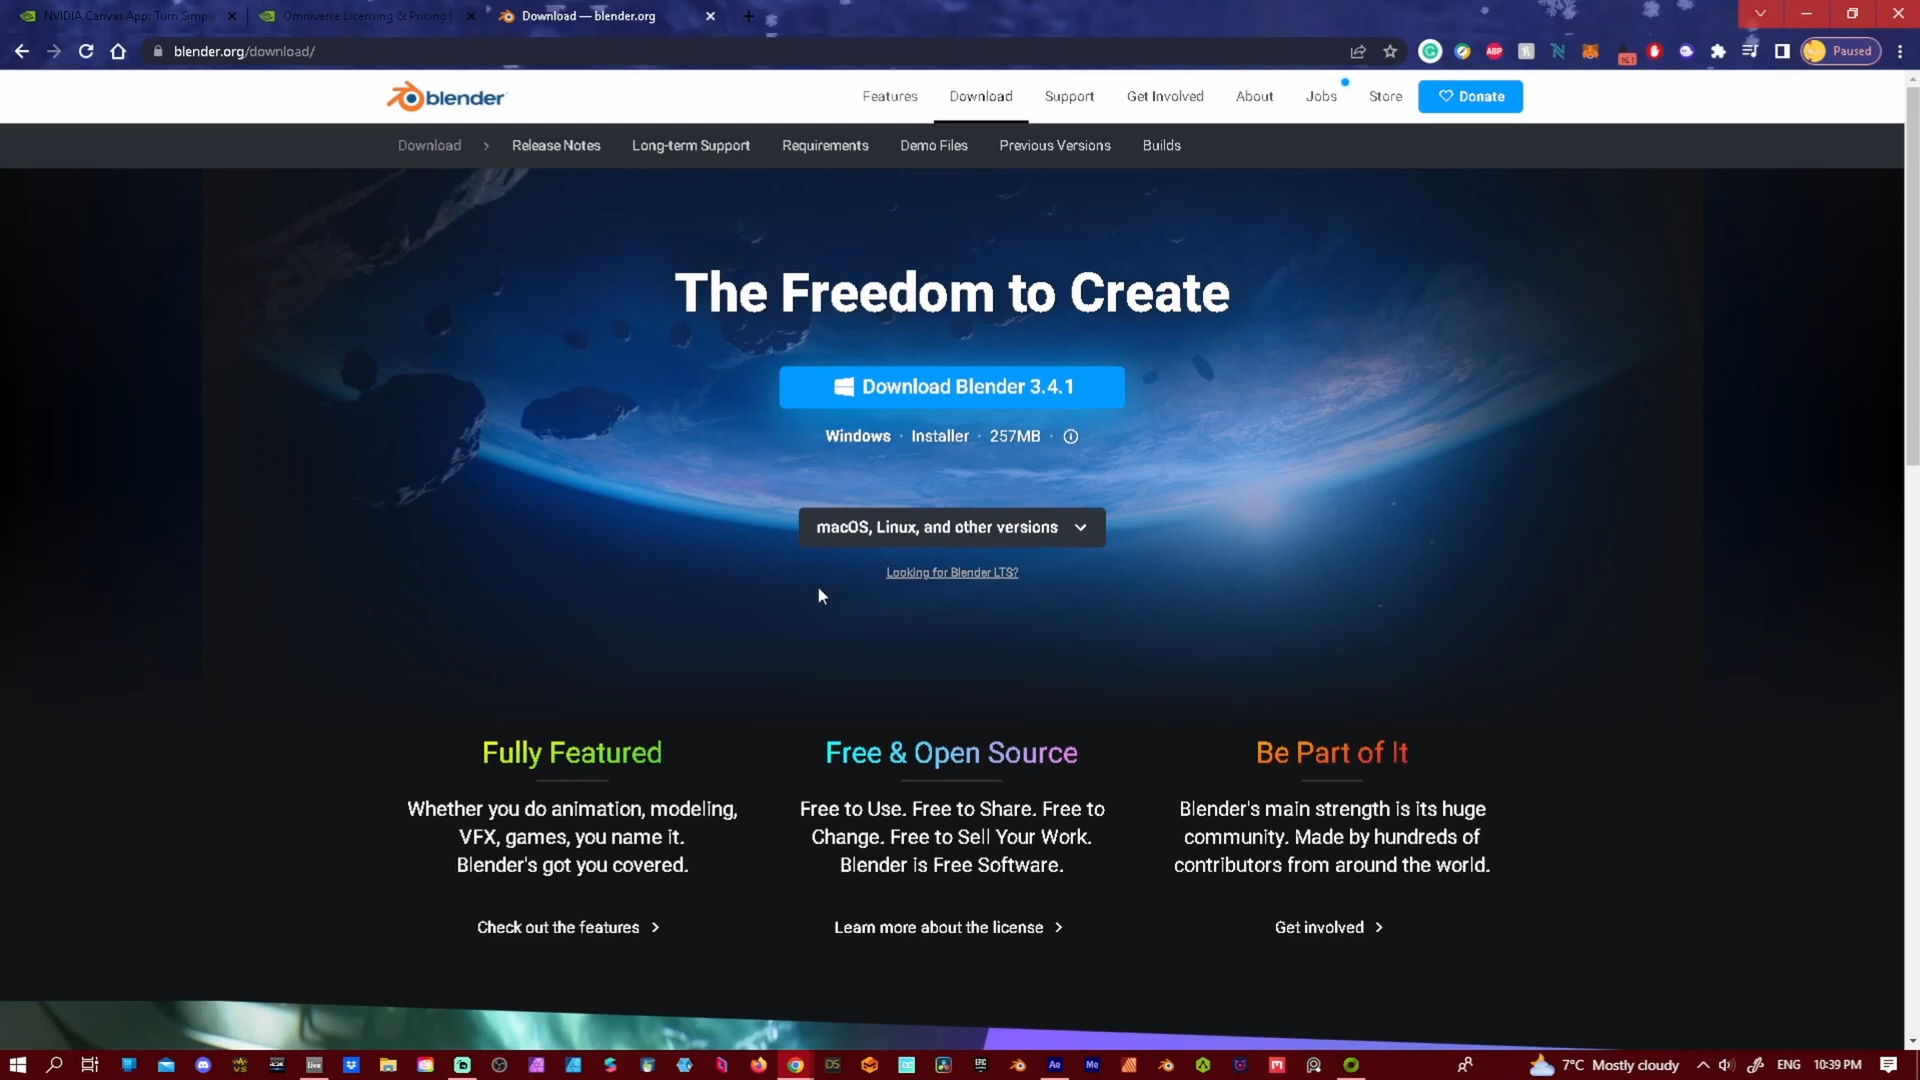 NVIDIA Canvas App: Turn Simple
Omniverse Licensing & Pricing
Download — blender.org
blender.org/download/
ABP
161
Paused
blender
Features
Download
Support
Get Involved
About
Jobs
Store
Donate
Download
Release Notes
Long-term Support
Requirements
Demo Files
Previous Versions
Builds
The Freedom to Create
Download Blender 3.4.1
Windows · Installer · 257MB ·
macOS, Linux, and other versions
Looking for Blender LTS?
Fully Featured
Whether you do animation, modeling,
VFX, games, you name it.
Blender's got you covered.
Check out the features
Free & Open Source
Free to Use. Free to Share. Free to
Change. Free to Sell Your Work.
Blender is Free Software.
Learn more about the license
Be Part of It
Blender's main strength is its huge
community. Made by hundreds of
contributors from around the world.
Get involved
Live
DS
EPIC
Ae
Me
7°C Mostly cloudy
ENG
10:39 PM